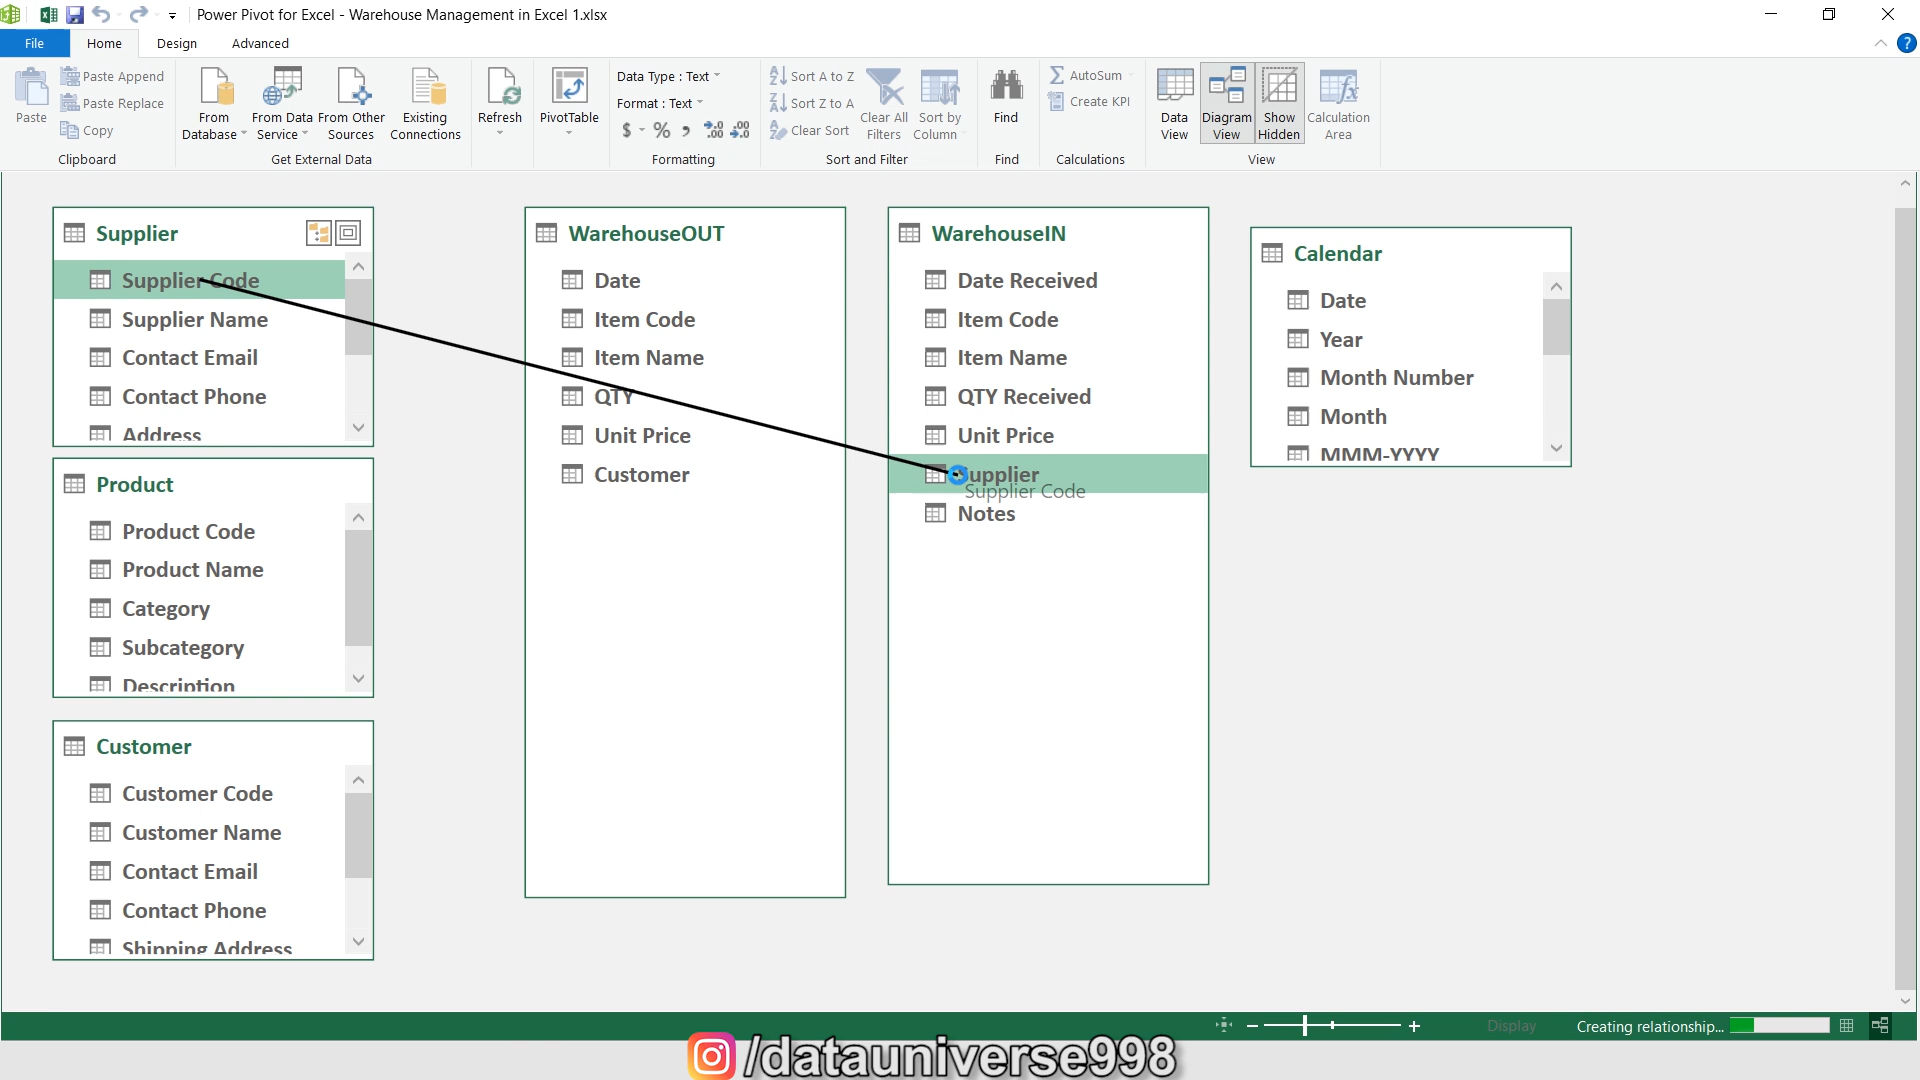 Power Pivot for Excel - Warehouse Management in Excel 1.xlsx
File Home Design Advanced
Paste
Paste Append
Paste Replace
Copy
Clipboard
From Database
From Data Service
From Other Sources
Existing Connections
Get External Data
Refresh
PivotTable
Data Type : Text
Format : Text
$ % ,
Formatting
Sort A to Z
Sort Z to A
Clear Sort
Clear All Filters
Sort by Column
Sort and Filter
Find
Find
AutoSum
Create KPI
Calculations
Data View
Diagram View
Show Hidden
Calculation Area
View
Supplier
Supplier Code
Supplier Name
Contact Email
Contact Phone
Address
Product
Product Code
Product Name
Category
Subcategory
Description
Customer
Customer Code
Customer Name
Contact Email
Contact Phone
Shipping Address
WarehouseOUT
Date
Item Code
Item Name
QTY
Unit Price
Customer
WarehouseIN
Date Received
Item Code
Item Name
QTY Received
Unit Price
Supplier
Supplier Code
Notes
Calendar
Date
Year
Month Number
Month
MMM-YYYY
Display
Creating relationship...
/datauniverse998